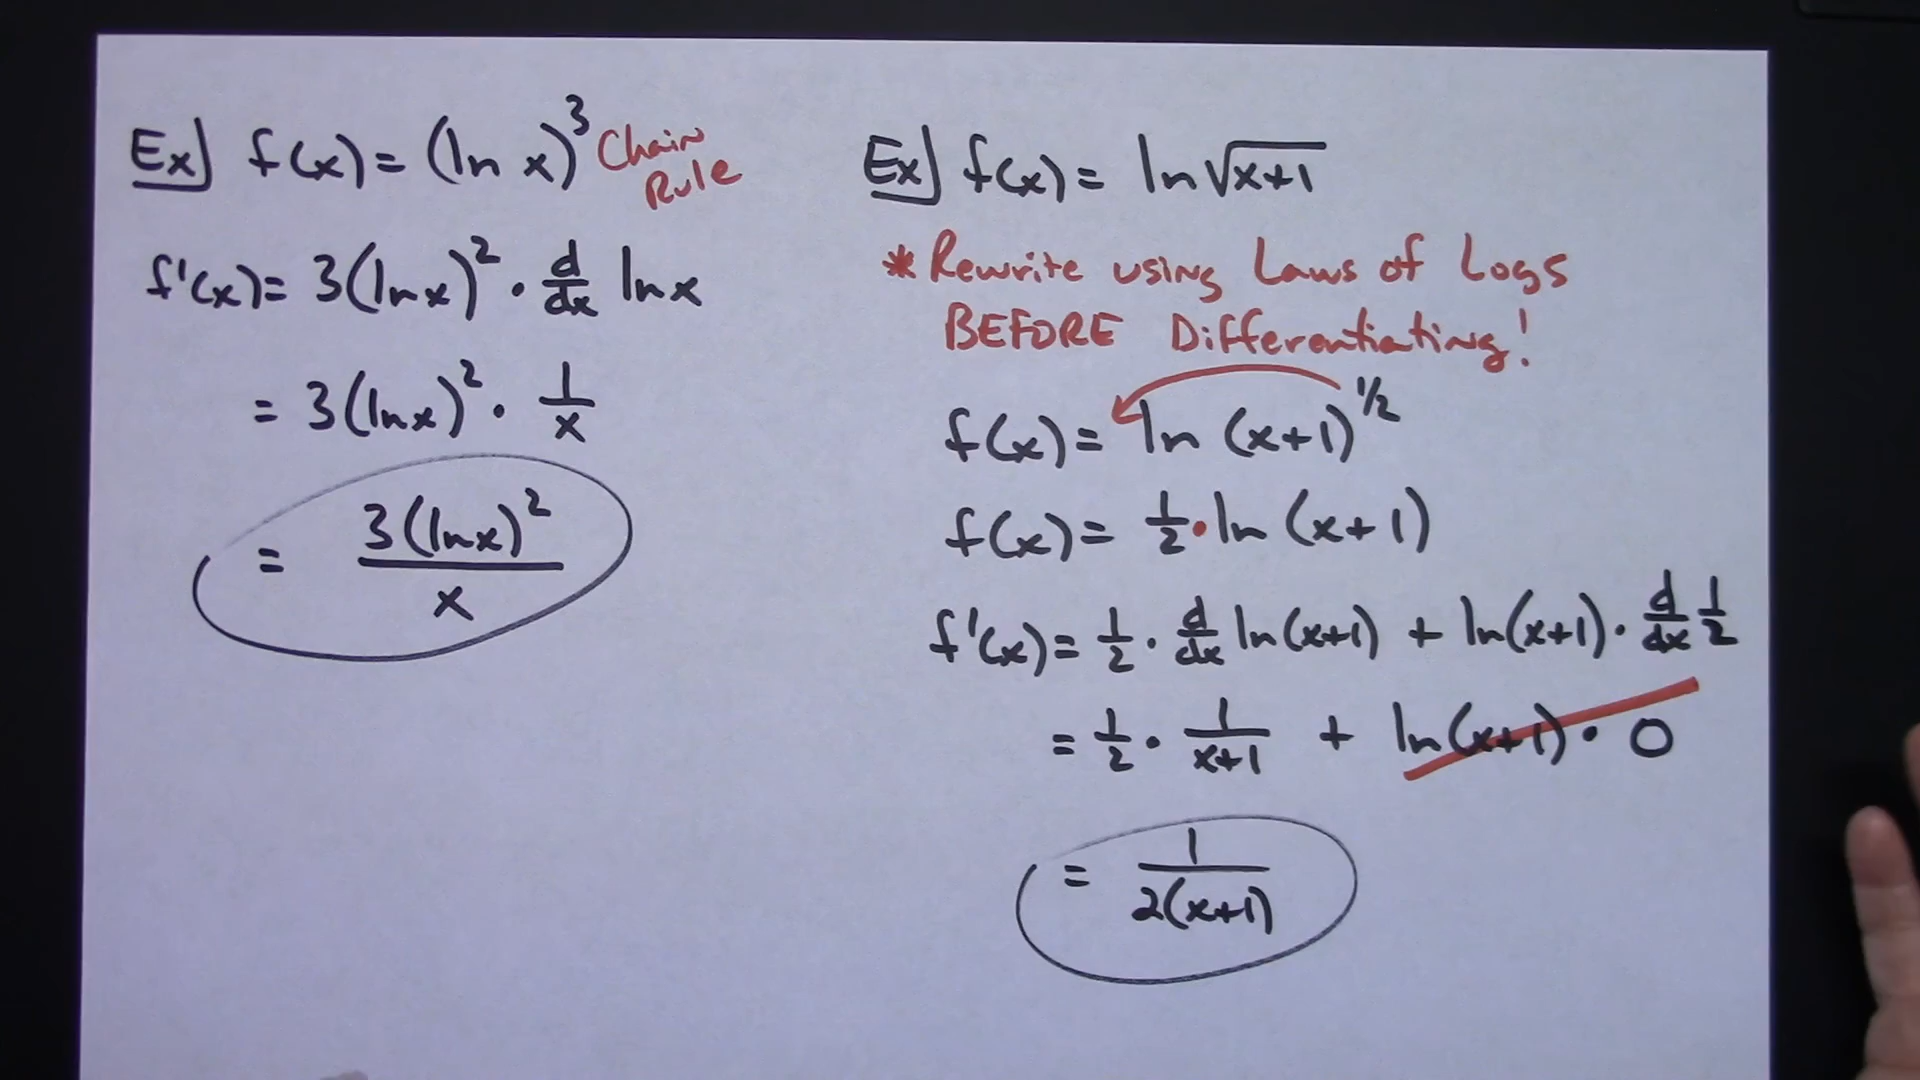 Ex] f(x) = (ln x)³ Chain Rule
f'(x) = 3(ln x)² · d/dx ln x
= 3(ln x)² · 1/x
= 3(ln x)² / x
Ex] f(x) = ln √(x+1)
* Rewrite using Laws of Logs
BEFORE Differentiating!
f(x) = ln (x+1)^1/2
f(x) = 1/2 · ln (x+1)
f'(x) = 1/2 · d/dx ln(x+1) + ln(x+1) · d/dx 1/2
= 1/2 · 1/(x+1) + ln(x+1) · 0
= 1 / 2(x+1)